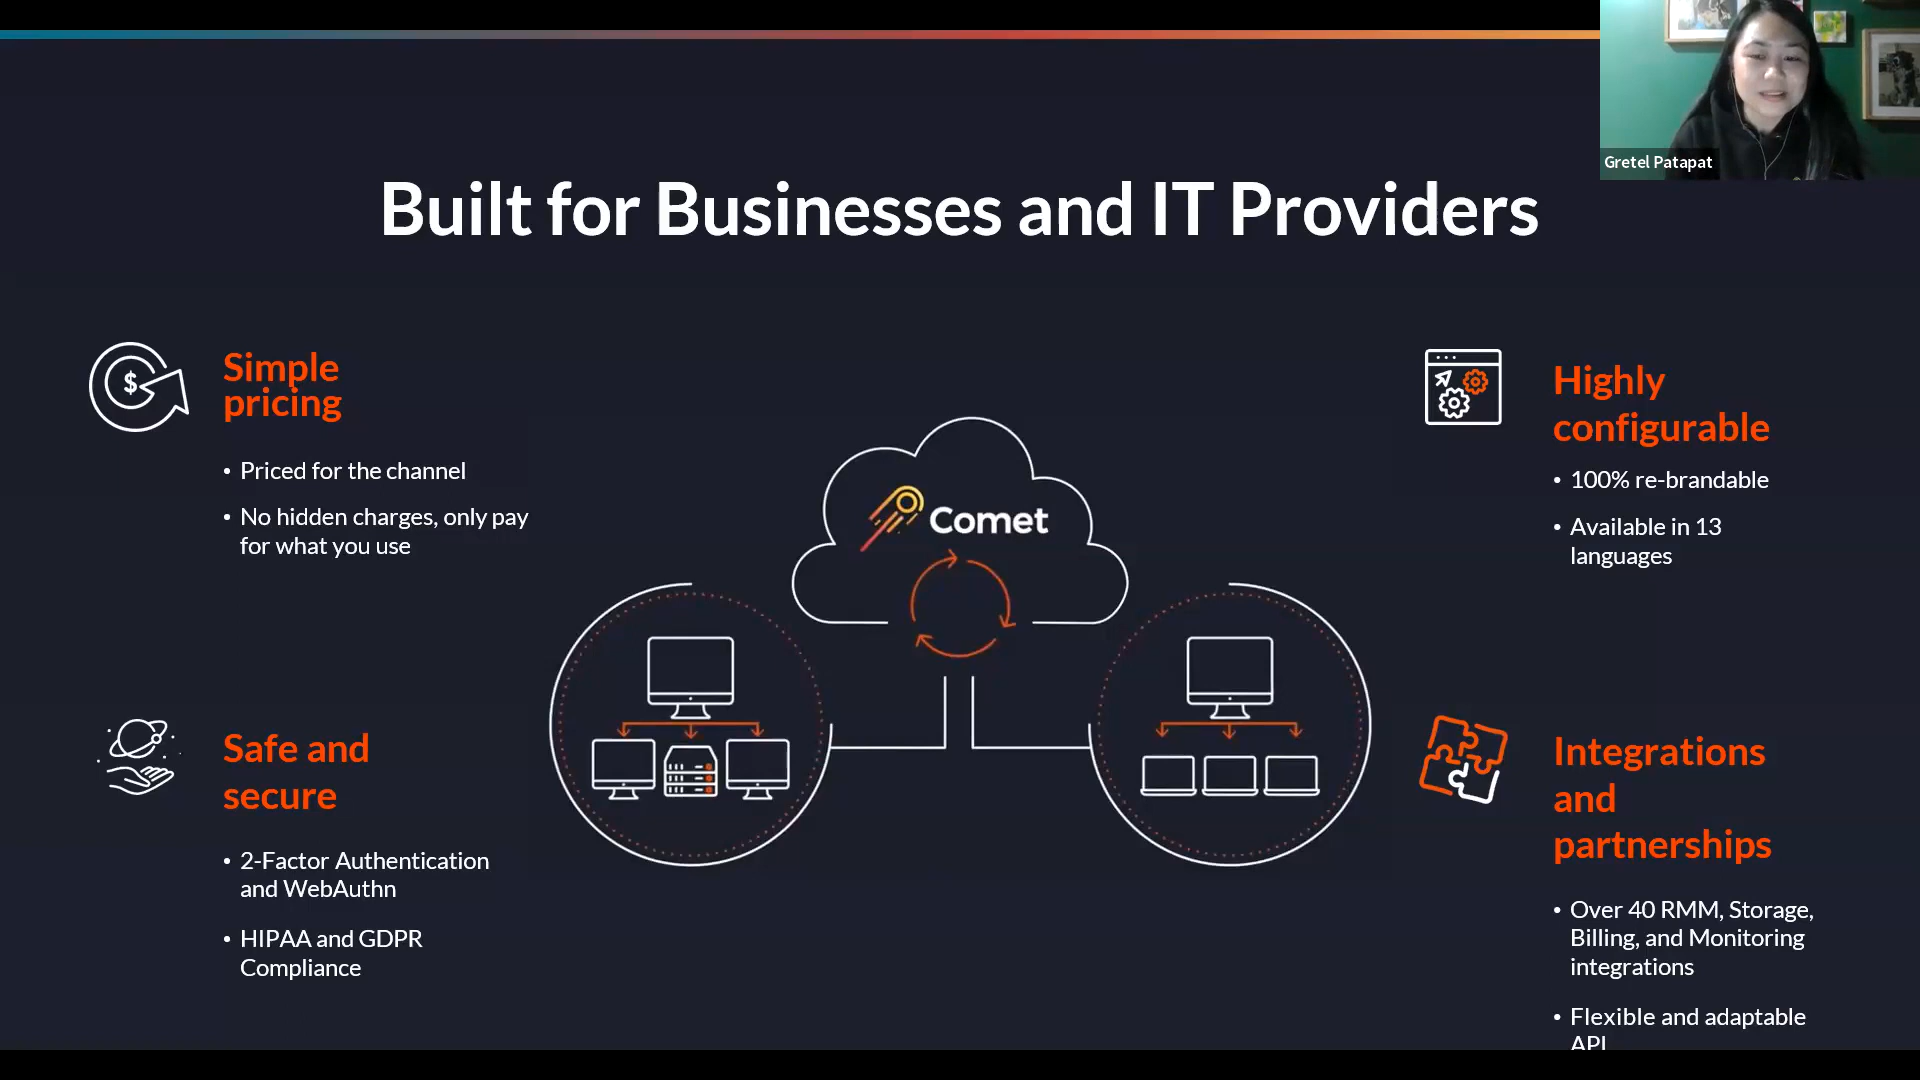 Gretel Patapat
Built for Businesses and IT Providers
Simple
pricing
• Priced for the channel
• No hidden charges, only pay
for what you use
Safe and
secure
• 2-Factor Authentication
and WebAuthn
• HIPAA and GDPR
Compliance
$
Comet
Highly
configurable
• 100% re-brandable
• Available in 13
languages
Integrations
and
partnerships
• Over 40 RMM, Storage,
Billing, and Monitoring
integrations
• Flexible and adaptable
API